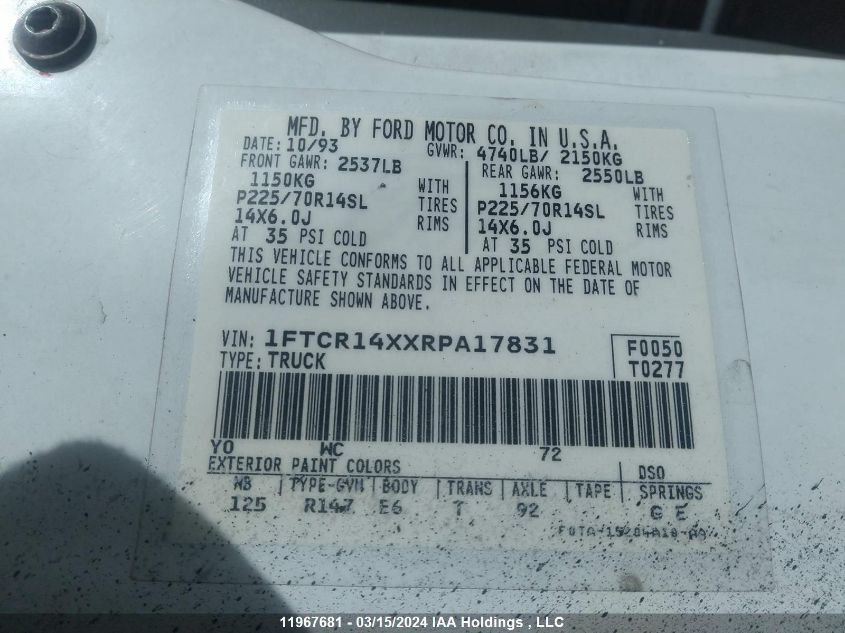 MFD. BY FORD MOTOR CO. IN U.S.A.
DATE: 10/93 GVWR: 4740LB/ 2150KG
FRONT GAWR: 2537LB REAR GAWR: 2550LB
1150KG WITH 1156KG WITH
P225/70R14SL TIRES P225/70R14SL TIRES
14X6.0J RIMS 14X6.0J RIMS
AT 35 PSI COLD AT 35 PSI COLD
THIS VEHICLE CONFORMS TO ALL APPLICABLE FEDERAL MOTOR
VEHICLE SAFETY STANDARDS IN EFFECT ON THE DATE OF
MANUFACTURE SHOWN ABOVE.
VIN: 1FTCR14XXRPA17831 F0050
TYPE: TRUCK T0277
YO WC 72
EXTERIOR PAINT COLORS DSO
WB TYPE-GVM BODY TRANS AXLE TAPE SPRINGS
125 R147 E6 T 92 G E
11967681 - 03/15/2024 IAA Holdings , LLC